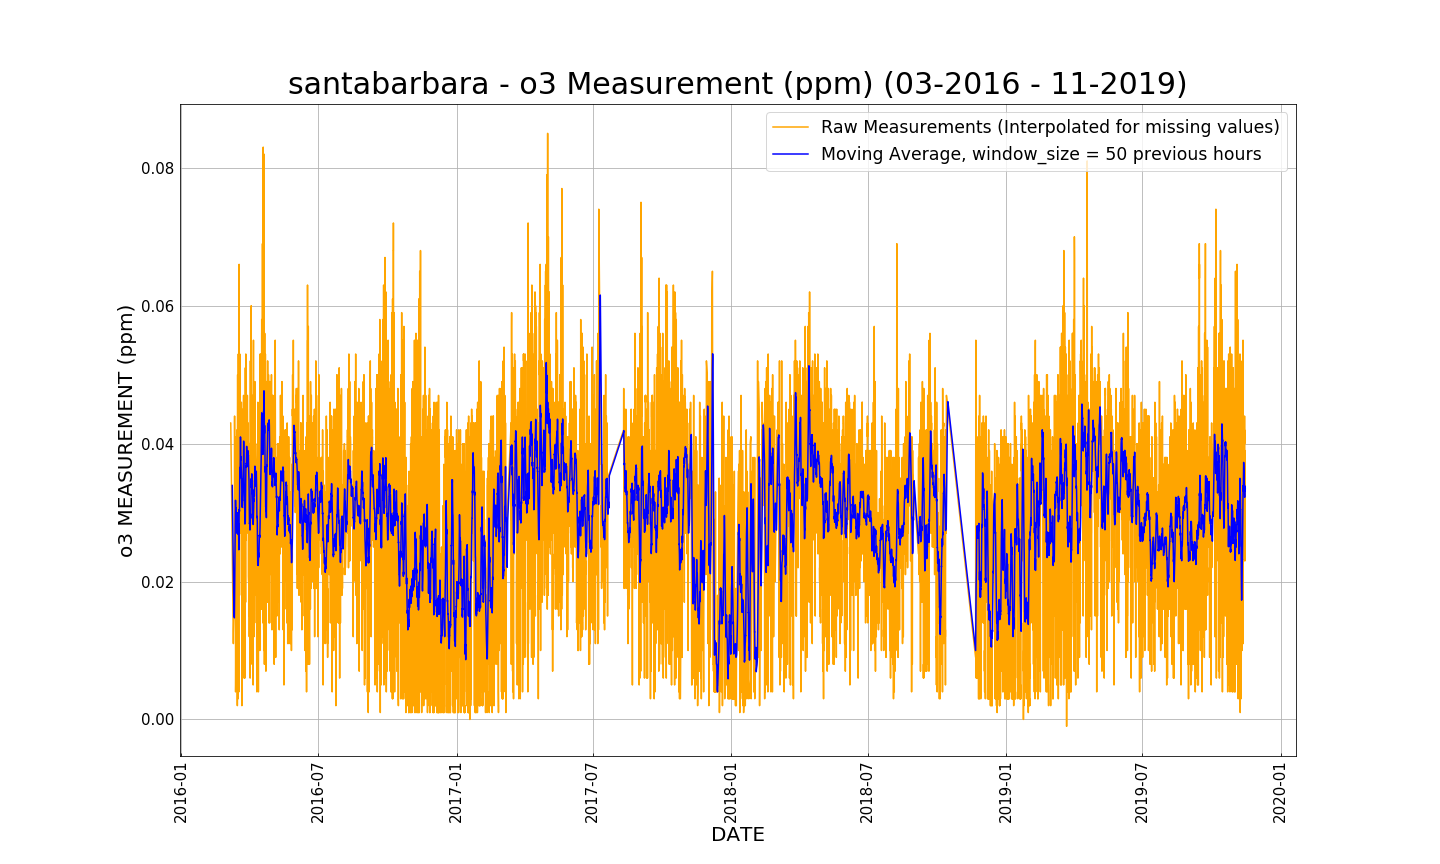 santabarbara - o3 Measurement (ppm) (03-2016 - 11-2019)
Raw Measurements (Interpolated for missing values)
Moving Average, window_size = 50 previous hours
o3 MEASUREMENT (ppm)
0.08
0.06
0.04
0.02
0.00
2016-01
2016-07
2017-01
2017-07
2018-01
2018-07
2019-01
2019-07
2020-01
DATE